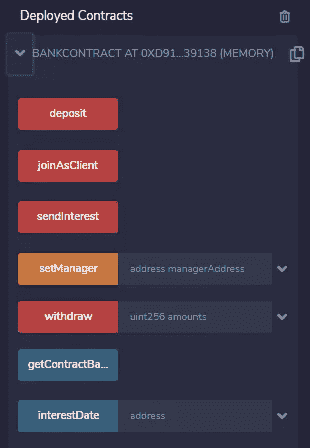 Deployed Contracts
BANKCONTRACT AT 0XD91...39138 (MEMORY)
deposit
joinAsClient
sendInterest
setManager address managerAddress
withdraw uint256 amounts
getContractBa...
interestDate address